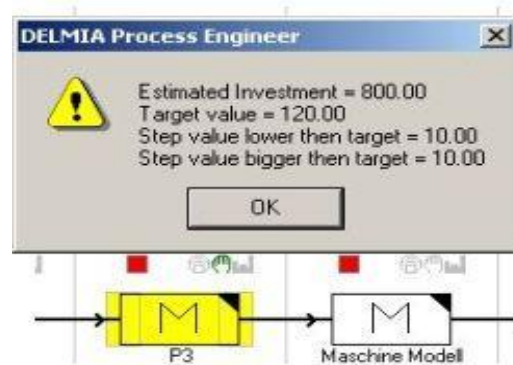 DELMIA Process Engineer
Estimated Investment = 800.00
Target value = 120.00
Step value lower then target = 10.00
Step value bigger then target = 10.00
OK
M M
P3 Maschine Modell